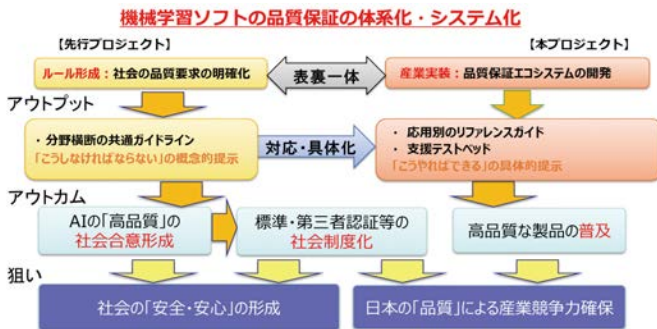 機械学習ソフトの品質保証の体系化・システム化
【先行プロジェクト】
【本プロジェクト】
ルール形成：社会の品質要求の明確化
表裏一体
産業実装：品質保証エコシステムの開発
アウトプット
・ 分野横断の共通ガイドライン
「こうしなければならない」の概念的提示
対応・具体化
・ 応用別のリファレンスガイド
・ 支援テストベッド
「こうやればできる」の具体的提示
アウトカム
AIの「高品質」の
社会合意形成
標準・第三者認証等の
社会制度化
高品質な製品の普及
狙い
社会の「安全・安心」の形成
日本の「品質」による産業競争力確保